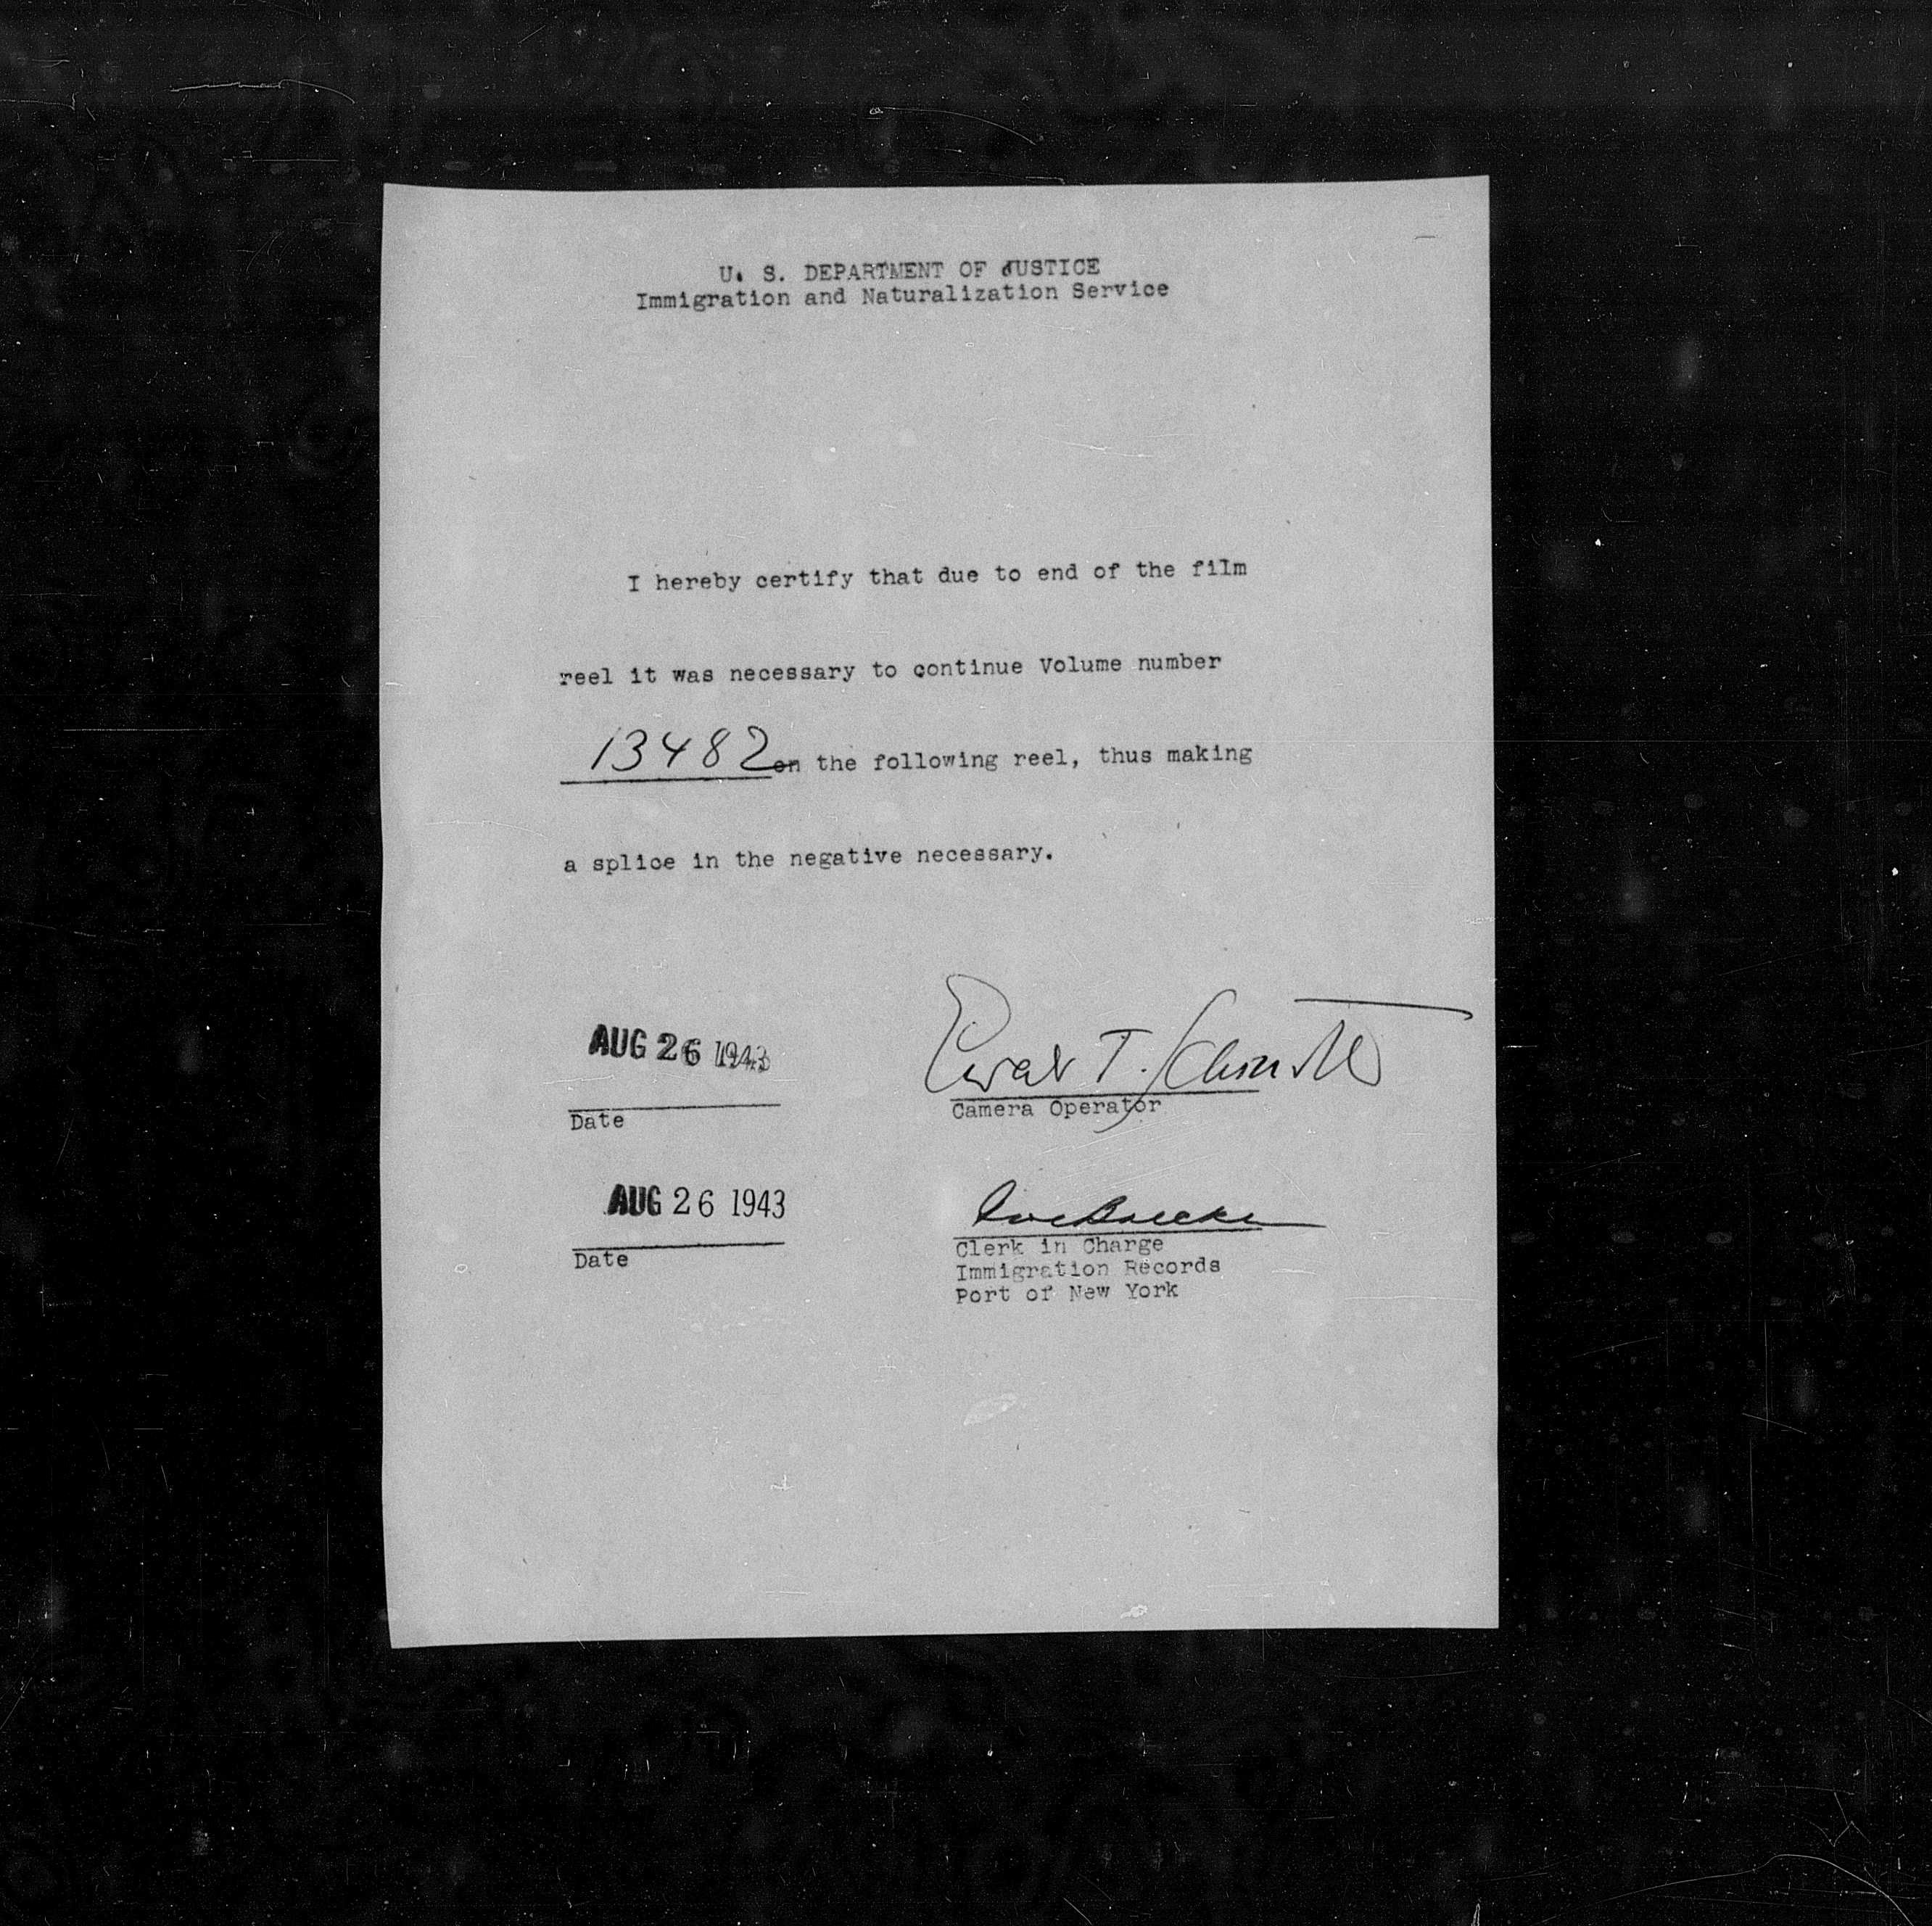 U. S. DEPARTMENT OF JUSTICE
Immigration and Naturalization Service
I hereby certify that due to end of the film
reel it was necessary to continue Volume number
13482 on the following reel, thus making
a splice in the negative necessary.
AUG 26 1943
Date
T.
Camera Operator
AUG 26 1943
Date
Clerk in Charge
Immigration Records
Port of New York